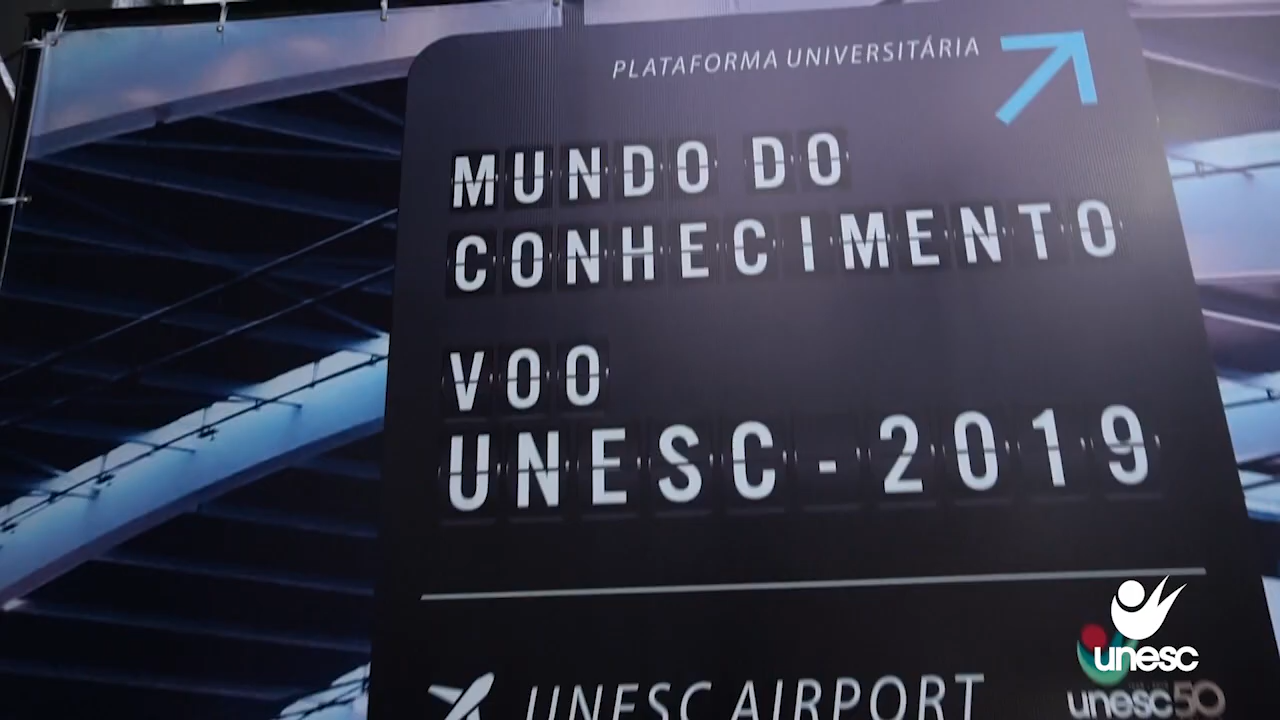 PLATAFORMA UNIVERSITÁRIA
MUNDO DO
CONHECIMENTO
VOO
UNESC - 2019
UNESC AIRPORT
unesc
unesc50